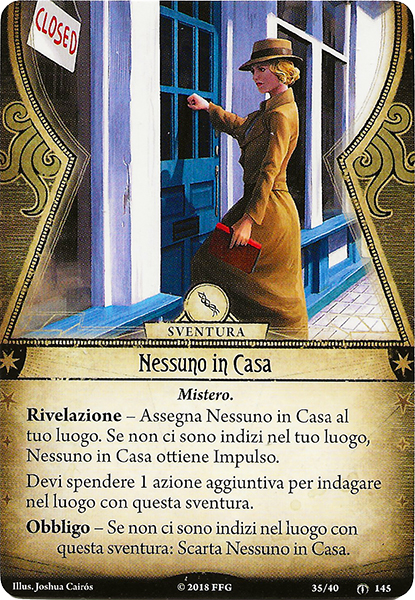 CLOSED
SVENTURA
Nessuno in Casa
Mistero.
Rivelazione – Assegna Nessuno in Casa al
tuo luogo. Se non ci sono indizi nel tuo luogo,
Nessuno in Casa ottiene Impulso.
Devi spendere 1 azione aggiuntiva per indagare
nel luogo con questa sventura.
Obbligo – Se non ci sono indizi nel luogo con
questa sventura: Scarta Nessuno in Casa.
Illus. Joshua Cairós © 2018 FFG 35/40 145